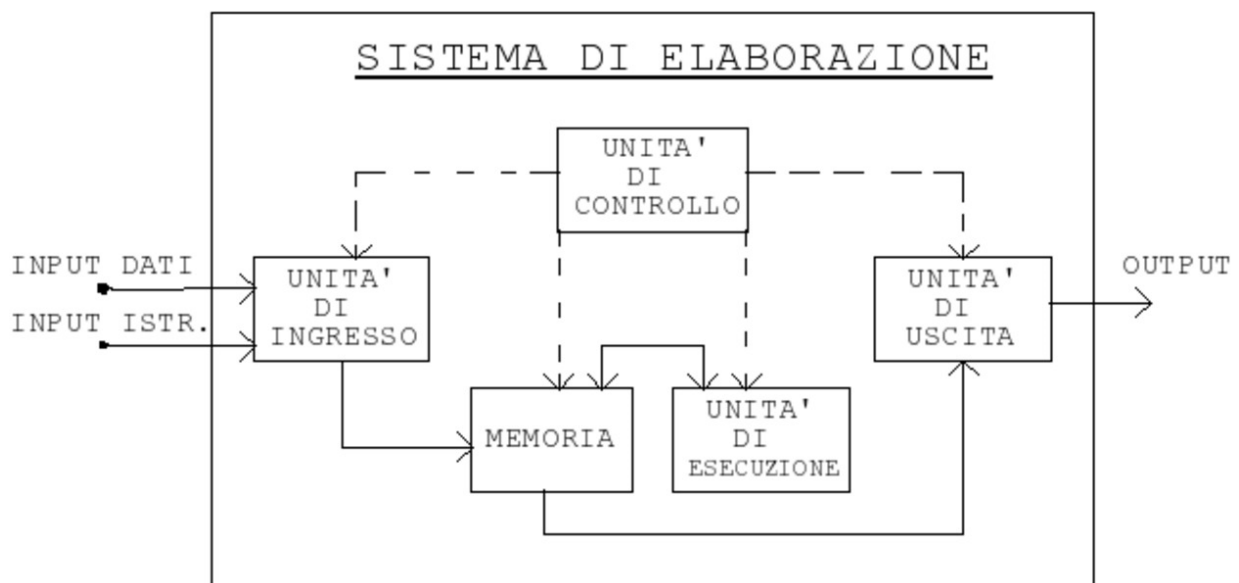 SISTEMA DI ELABORAZIONE
UNITA'
DI
CONTROLLO
INPUT DATI
INPUT ISTR.
UNITA'
DI
INGRESSO
MEMORIA
UNITA'
DI
ESECUZIONE
UNITA'
DI
USCITA
OUTPUT